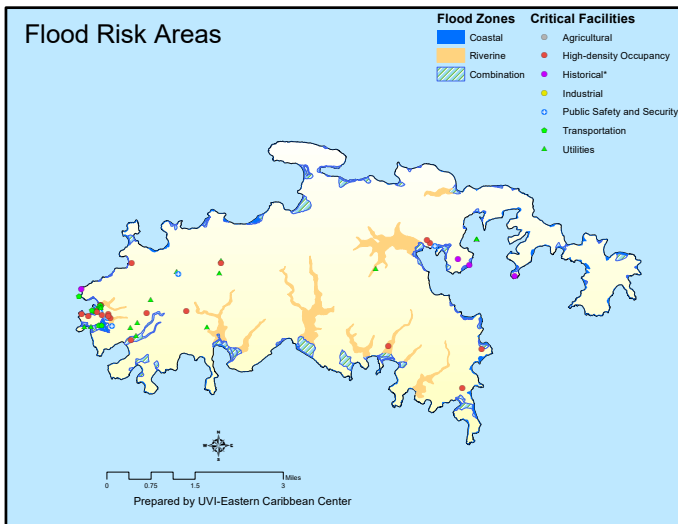 Flood Risk Areas
Flood Zones
Coastal
Riverine
Combination
Critical Facilities
Agricultural
High-density Occupancy
Historical*
Industrial
Public Safety and Security
Transportation
Utilities
N
W E
S
0 0.75 1.5 3
Miles
Prepared by UVI-Eastern Caribbean Center